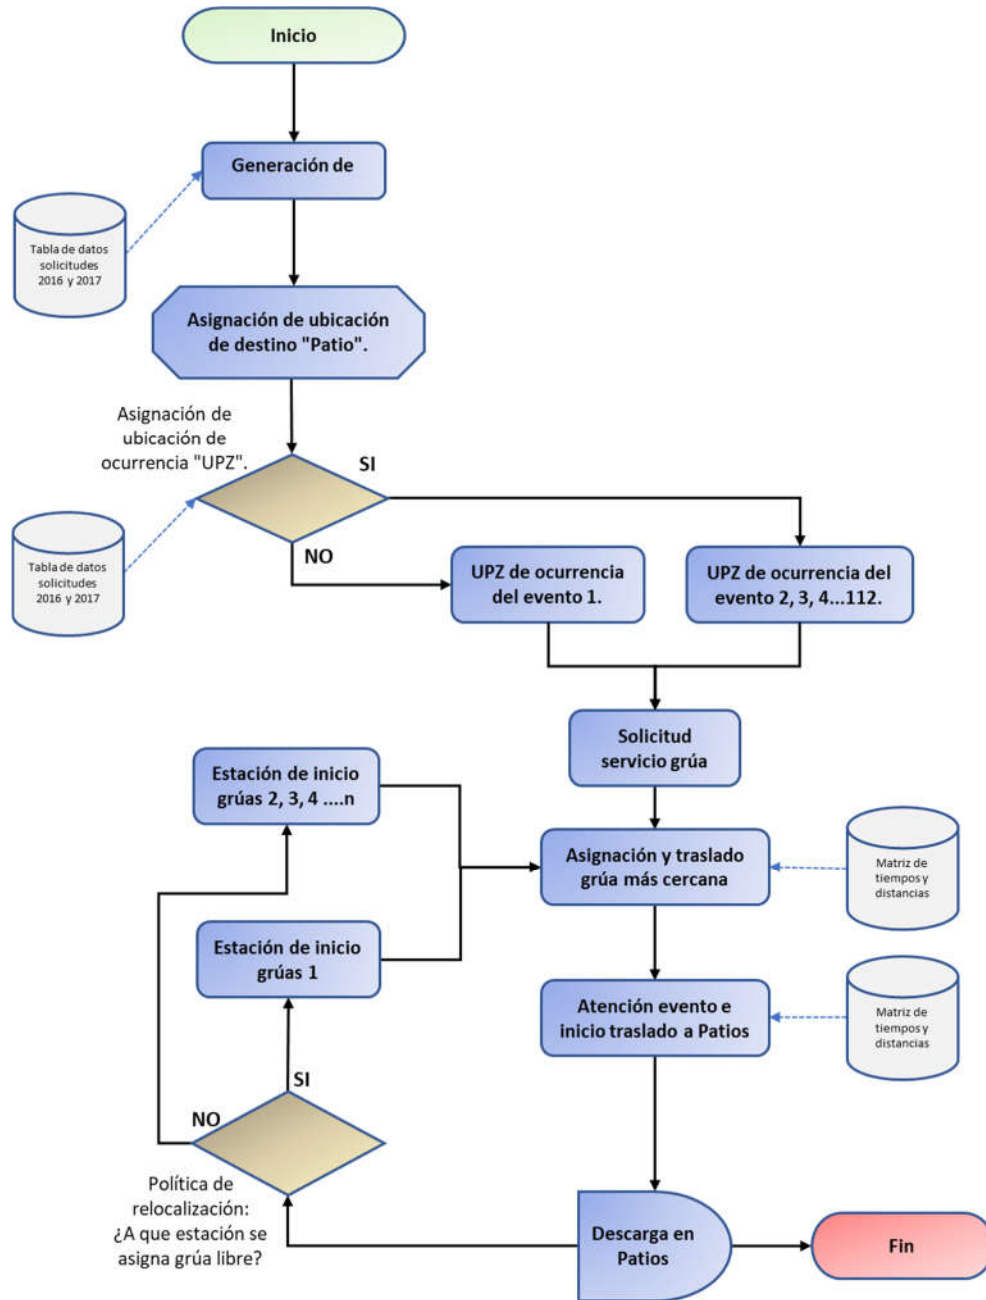 Inicio
Generación de
Tabla de datos
solicitudes
2016 y 2017
Asignación de ubicación
de destino "Patio".
Asignación de
ubicación de
ocurrencia "UPZ".
SI
NO
Tabla de datos
solicitudes
2016 y 2017
UPZ de ocurrencia
del evento 1.
UPZ de ocurrencia del
evento 2, 3, 4...112.
Solicitud
servicio grúa
Estación de inicio
grúas 2, 3, 4 ....n
Asignación y traslado
grúa más cercana
Matriz de
tiempos y
distancias
Estación de inicio
grúas 1
Atención evento e
inicio traslado a Patios
Matriz de
tiempos y
distancias
SI
NO
Política de
relocalización:
¿A que estación se
asigna grúa libre?
Descarga en
Patios
Fin